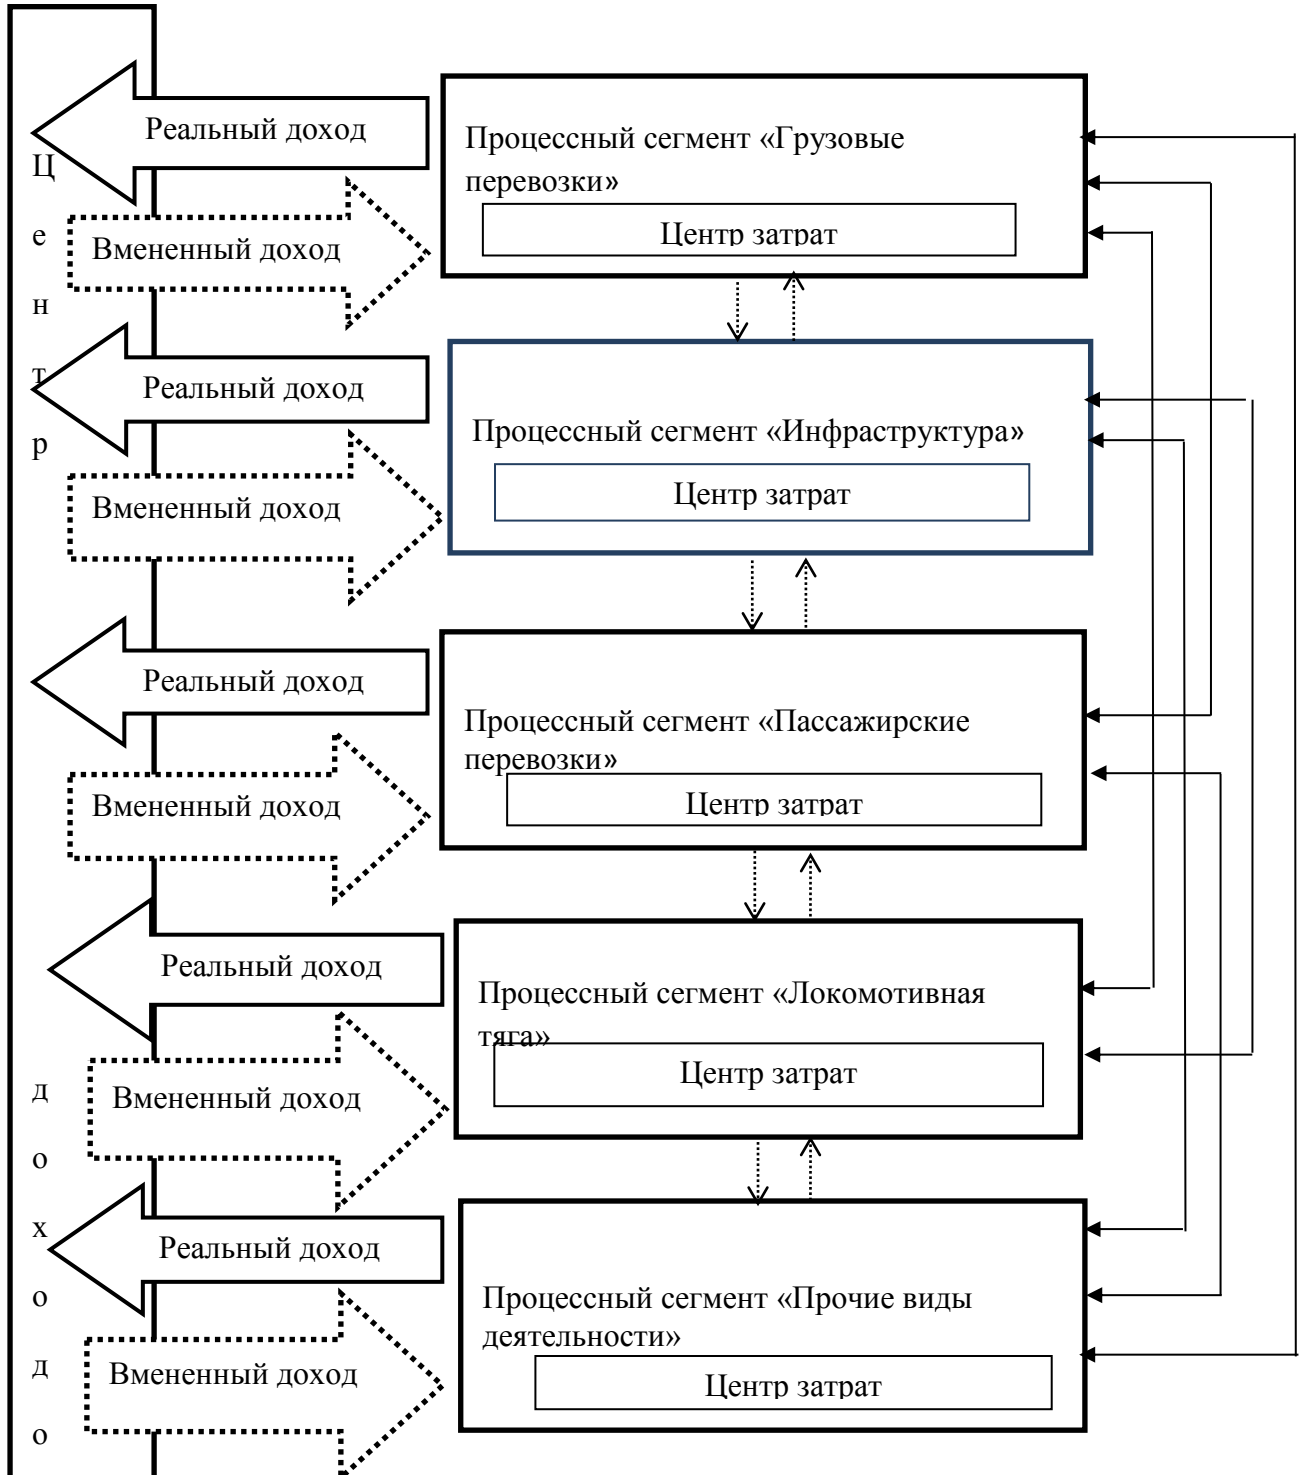 Ц
е
н
т
р
д
о
х
о
д
о
Реальный доход
Процессный сегмент «Грузовые
перевозки»
Центр затрат
Вмененный доход
Реальный доход
Процессный сегмент «Инфраструктура»
Центр затрат
Вмененный доход
Реальный доход
Процессный сегмент «Пассажирские
перевозки»
Центр затрат
Вмененный доход
Реальный доход
Процессный сегмент «Локомотивная
тяга»
Центр затрат
Вмененный доход
Реальный доход
Процессный сегмент «Прочие виды
деятельности»
Центр затрат
Вмененный доход